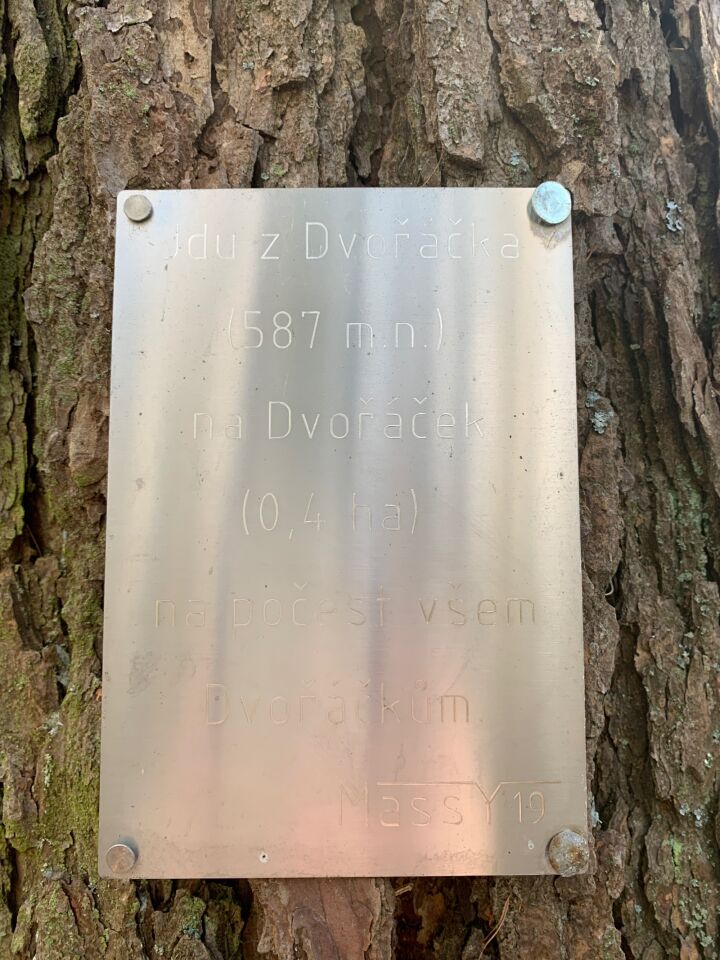 Jdu z Dvořáčka
(587 m.n.)
na Dvořáček
(0,4 ha)
na počest všem
Dvořáčkům.
MassY19